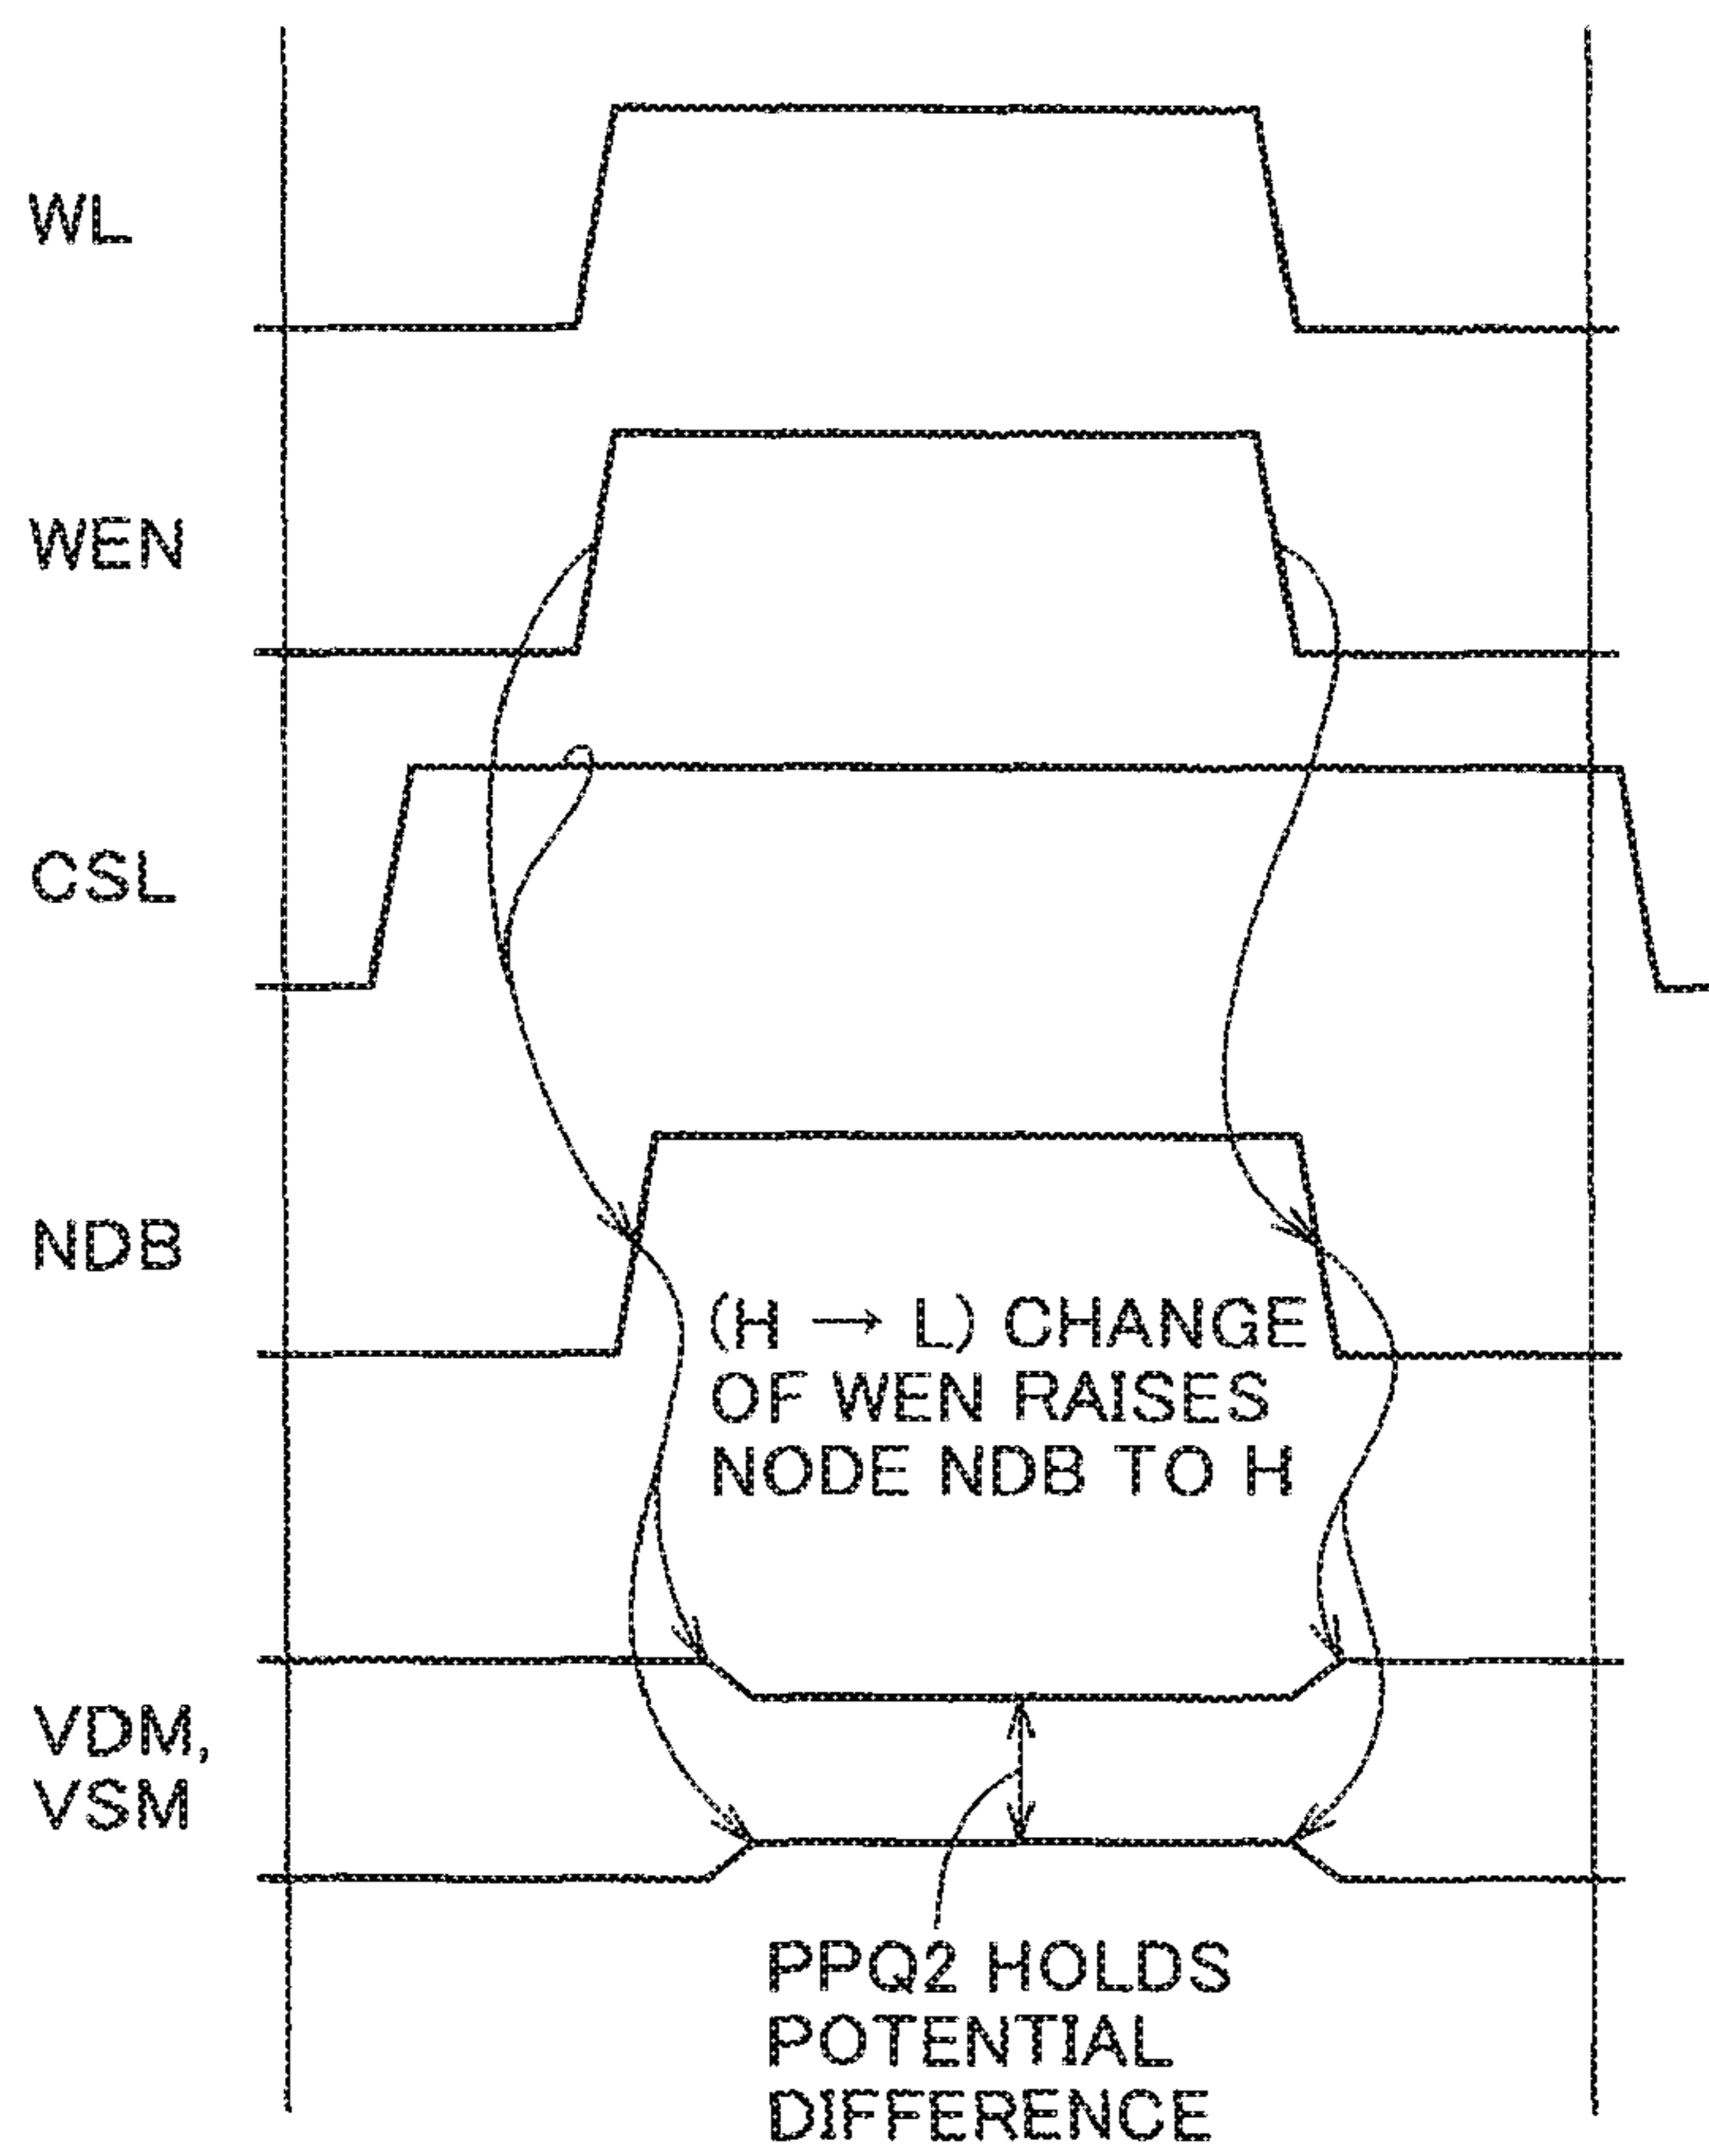 WL
WEN
CSL
NDB
(H → L) CHANGE
OF WEN RAISES
NODE NDB TO H
VDM,
VSM
PPQ2 HOLDS
POTENTIAL
DIFFERENCE